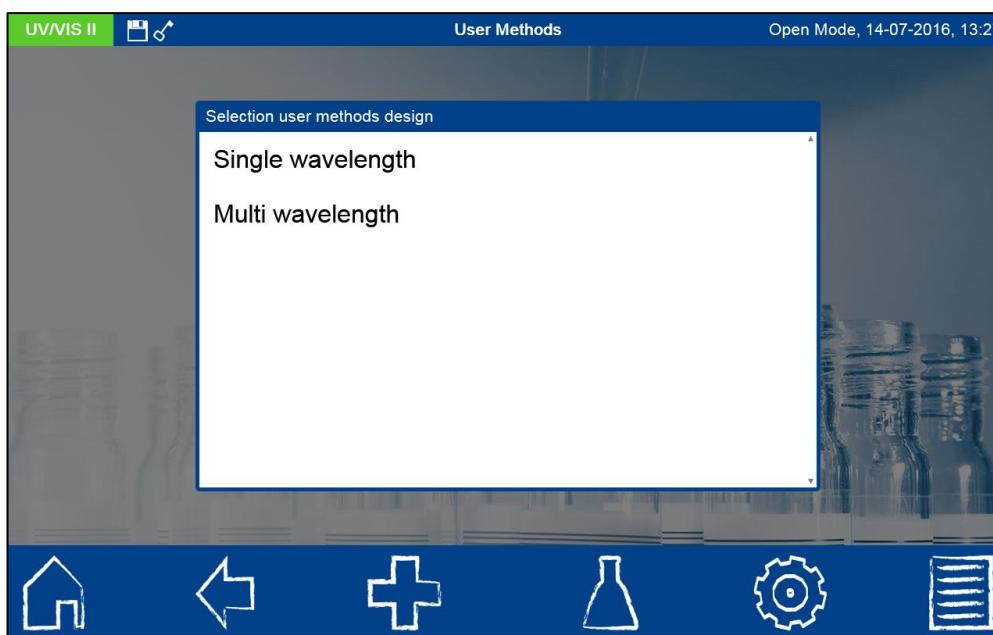 UV/VIS II User Methods Open Mode, 14-07-2016, 13:2
Selection user methods design
Single wavelength
Multi wavelength